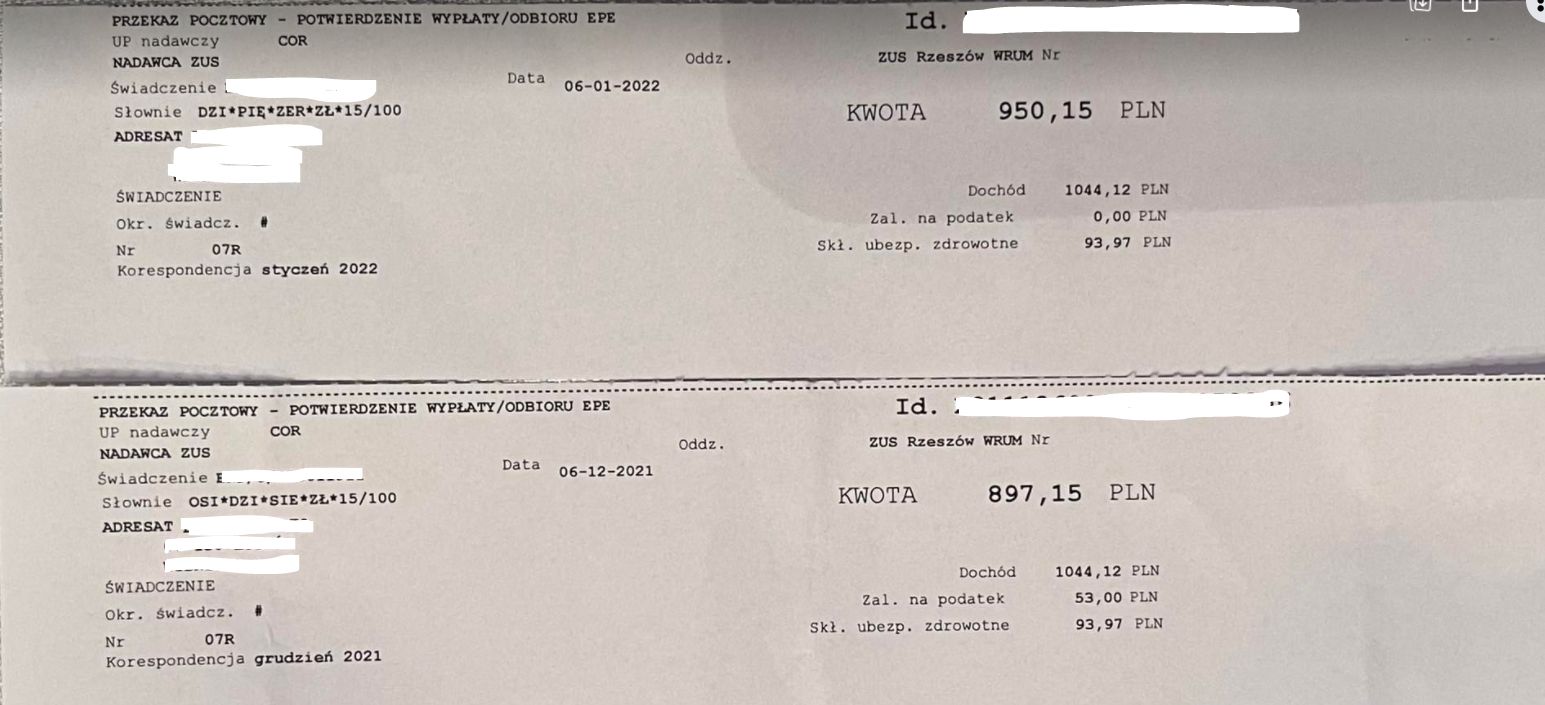 PRZEKAZ POCZTOWY - POTWIERDZENIE WYPŁATY/ODBIORU EPE
Id.
UP nadawczy COR
NADAWCA ZUS
Oddz. ZUS Rzeszów WRUM Nr
Świadczenie
Data 06-01-2022
Słownie DZI*PIĘ*ZER*ZŁ*15/100
KWOTA 950,15 PLN
ADRESAT
ŚWIADCZENIE
Dochód 1044,12 PLN
Okr. świadcz. #
Zal. na podatek 0,00 PLN
Nr 07R
Skł. ubezp. zdrowotne 93,97 PLN
Korespondencja styczeń 2022
PRZEKAZ POCZTOWY - POTWIERDZENIE WYPŁATY/ODBIORU EPE
Id.
UP nadawczy COR
NADAWCA ZUS
Oddz. ZUS Rzeszów WRUM Nr
Świadczenie
Data 06-12-2021
Słownie OSI*DZI*SIE*ZŁ*15/100
KWOTA 897,15 PLN
ADRESAT
ŚWIADCZENIE
Dochód 1044,12 PLN
Okr. świadcz. #
Zal. na podatek 53,00 PLN
Nr 07R
Skł. ubezp. zdrowotne 93,97 PLN
Korespondencja grudzień 2021